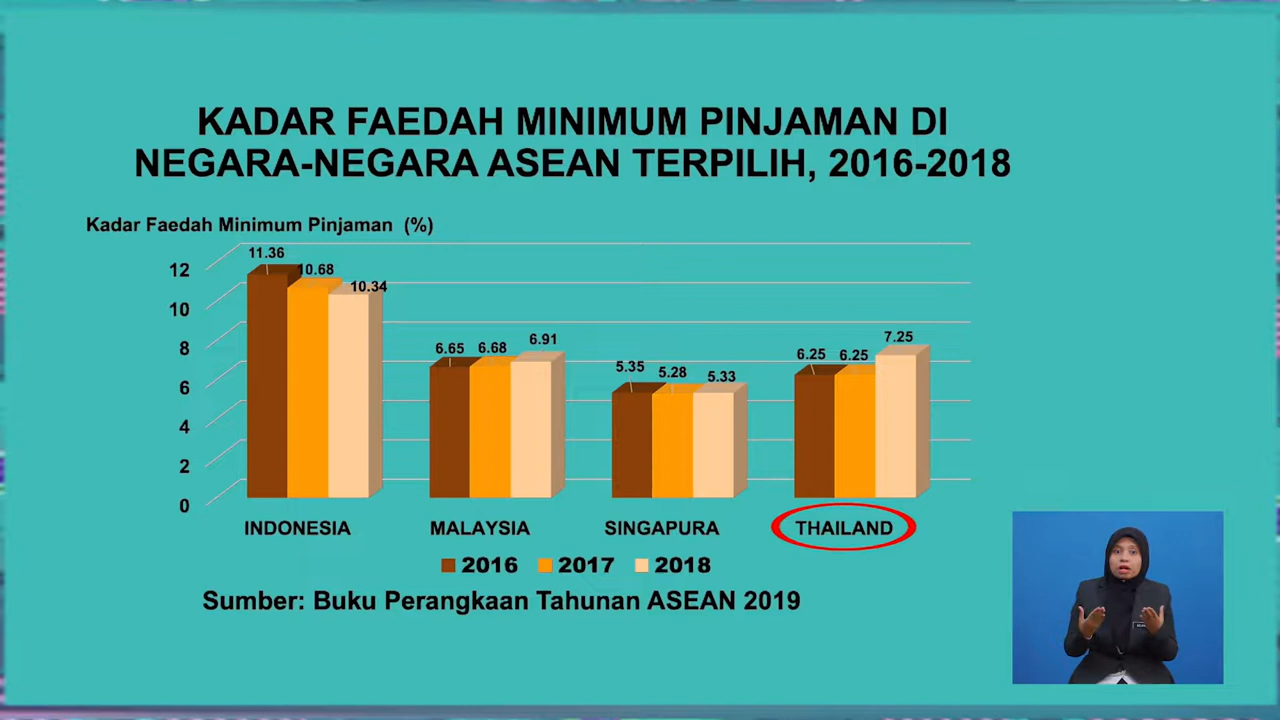 KADAR FAEDAH MINIMUM PINJAMAN DI
NEGARA-NEGARA ASEAN TERPILIH, 2016-2018
Kadar Faedah Minimum Pinjaman (%)
12
10
8
6
4
2
0
11.36
10.68
10.34
6.65
6.68
6.91
5.35
5.28
5.33
6.25
6.25
7.25
INDONESIA
MALAYSIA
SINGAPURA
THAILAND
2016
2017
2018
Sumber: Buku Perangkaan Tahunan ASEAN 2019